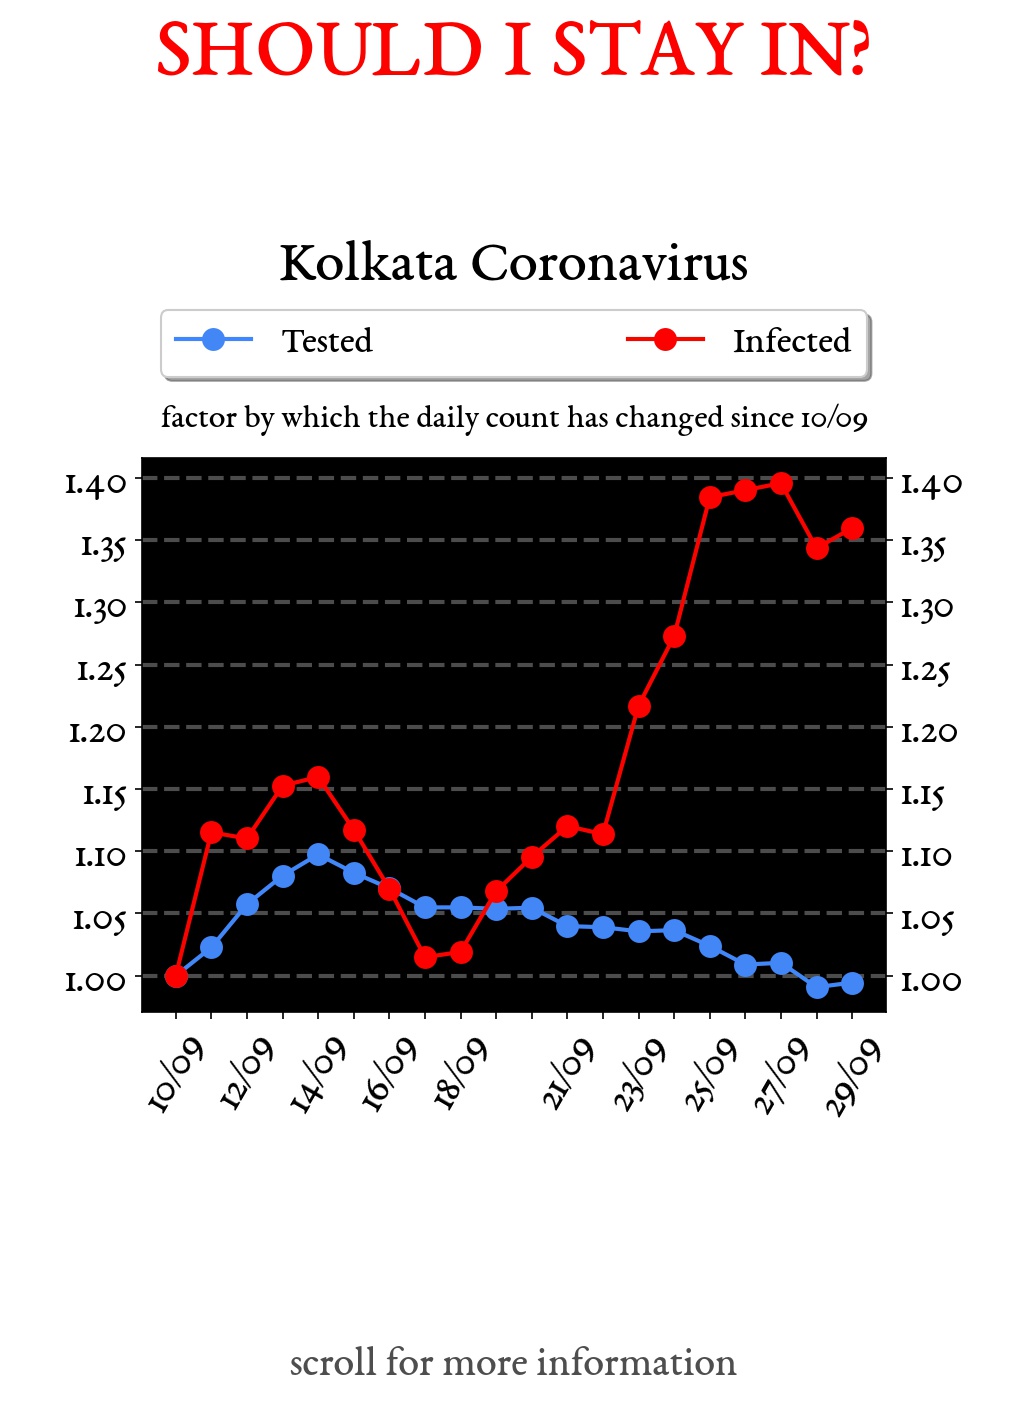 SHOULD I STAY IN?
Kolkata Coronavirus
Tested Infected
factor by which the daily count has changed since 10/09
1.40 1.40
1.35 1.35
1.30 1.30
1.25 1.25
1.20 1.20
1.15 1.15
1.10 1.10
1.05 1.05
1.00 1.00
10/09 12/09 14/09 16/09 18/09 21/09 23/09 25/09 27/09 29/09
scroll for more information